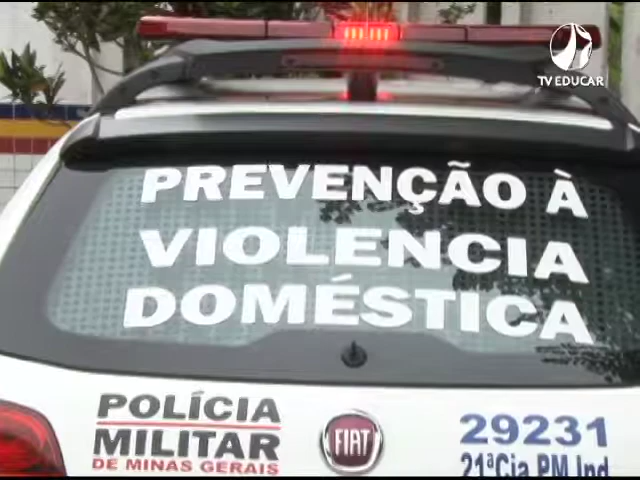 TV EDUCAR
PREVENÇÃO À
VIOLENCIA
DOMÉSTICA
POLÍCIA
MILITAR
DE MINAS GERAIS
FIAT
29231
21ªCia PM Ind